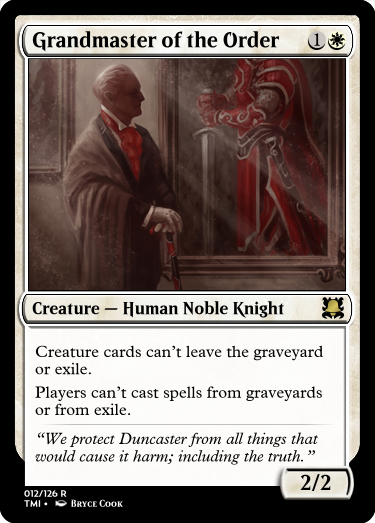 Grandmaster of the Order 1
Creature — Human Noble Knight
Creature cards can't leave the graveyard
or exile.
Players can't cast spells from graveyards
or from exile.
“We protect Duncaster from all things that
would cause it harm; including the truth.”
2/2
012/126 R
TMI • Bryce Cook